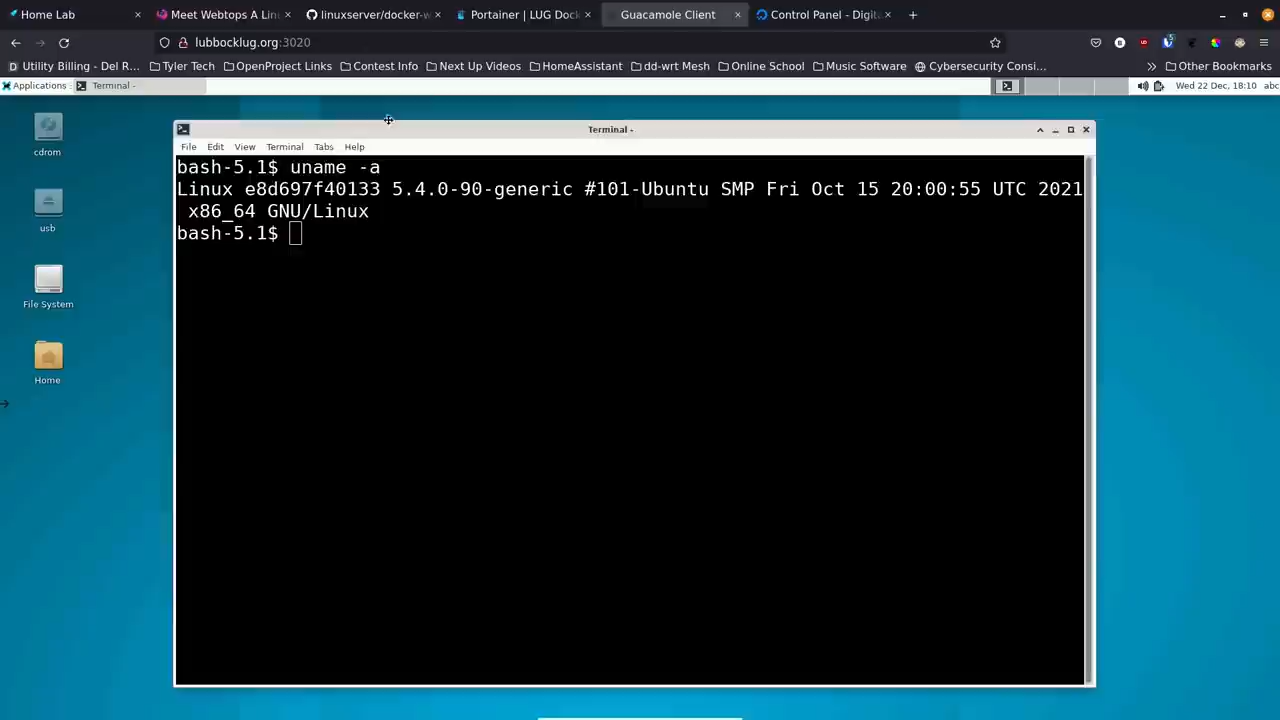 Home Lab
Meet Webtops A Lin
linuxserver/docker-w
Portainer | LUG Dock
Guacamole Client
Control Panel - Digita
lubbocklug.org:3020
Utility Billing - Del R...
Tyler Tech
OpenProject Links
Contest Info
Next Up Videos
HomeAssistant
dd-wrt Mesh
Online School
Music Software
Cybersecurity Consi...
Other Bookmarks
Applications
Terminal -
Wed 22 Dec, 18:10
abc
cdrom
usb
File System
Home
Terminal -
File Edit View Terminal Tabs Help
bash-5.1$ uname -a
Linux e8d697f40133 5.4.0-90-generic #101-Ubuntu SMP Fri Oct 15 20:00:55 UTC 2021
x86_64 GNU/Linux
bash-5.1$